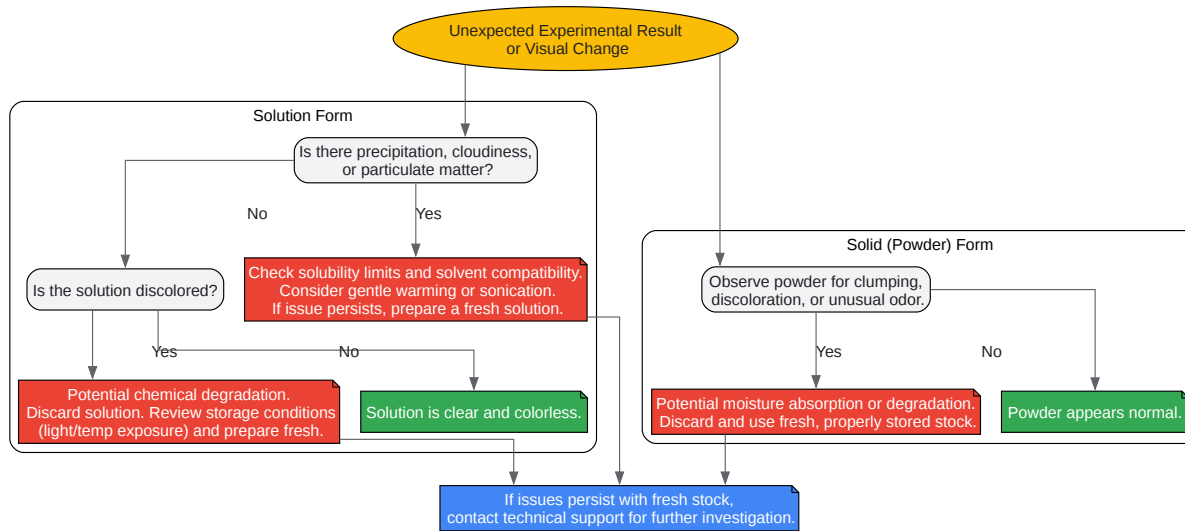 Unexpected Experimental Result
or Visual Change
Solution Form
Is there precipitation, cloudiness,
or particulate matter?
No
Yes
Check solubility limits and solvent compatibility.
Consider gentle warming or sonication.
If issue persists, prepare a fresh solution.
Is the solution discolored?
Yes
No
Potential chemical degradation.
Discard solution. Review storage conditions
(light/temp exposure) and prepare fresh.
Solution is clear and colorless.
Solid (Powder) Form
Observe powder for clumping,
discoloration, or unusual odor.
Yes
No
Potential moisture absorption or degradation.
Discard and use fresh, properly stored stock.
Powder appears normal.
If issues persist with fresh stock,
contact technical support for further investigation.